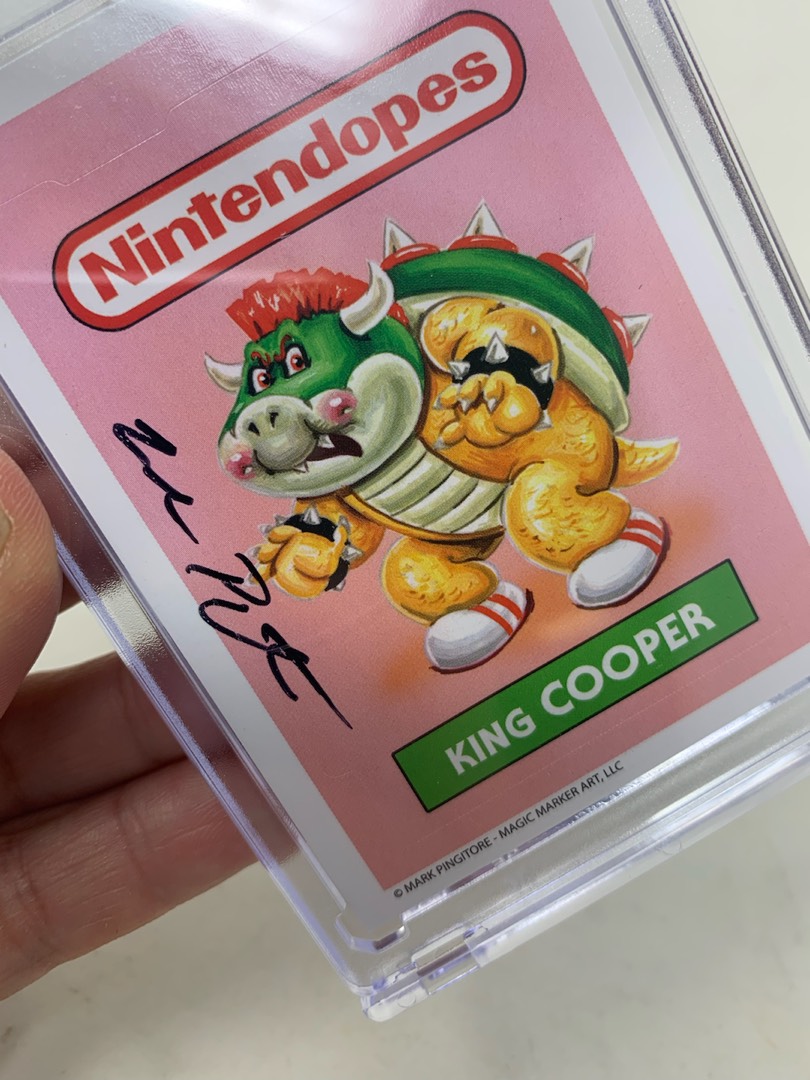 Nintendopes
KING COOPER
© MARK PINGITORE - MAGIC MARKER ART, LLC